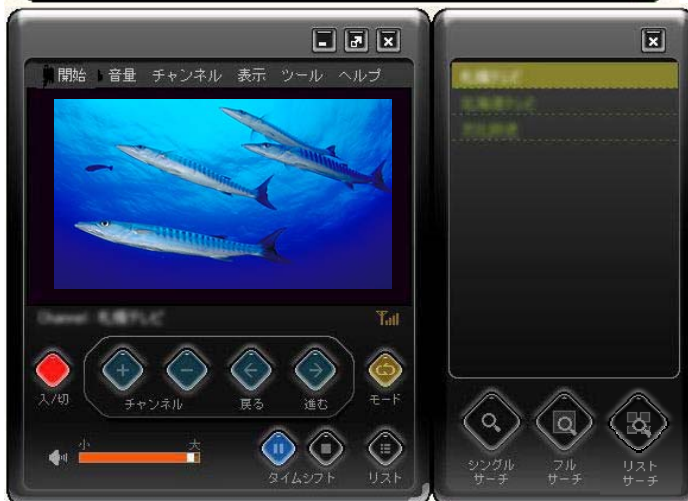 開始 音量 チャンネル 表示 ツール ヘルプ
入/切
チャンネル
戻る
進む
モード
小
大
タイムシフト
リスト
シングル
サーチ
フル
サーチ
リスト
サーチ